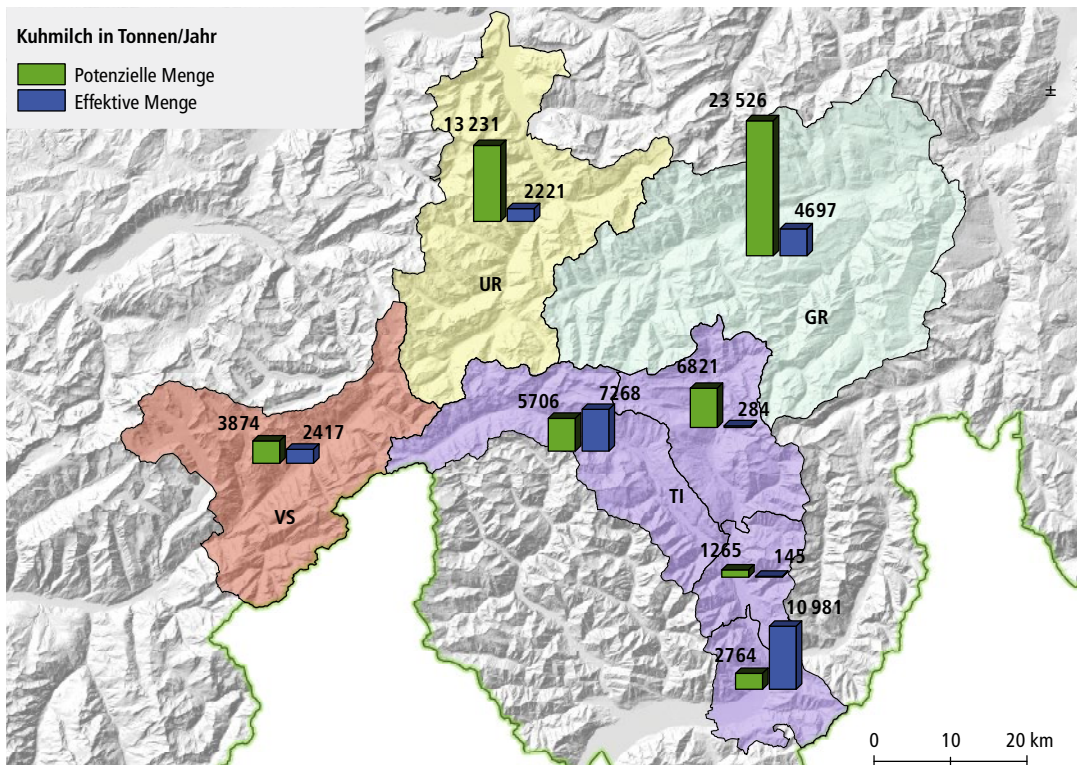 Kuhmilch in Tonnen/Jahr
Potenzielle Menge
Effektive Menge
±
23 526
13 231
2221
4697
UR
GR
6821
5706
7268
284
3874
2417
TI
VS
1265
145
10 981
2764
0 10 20 km